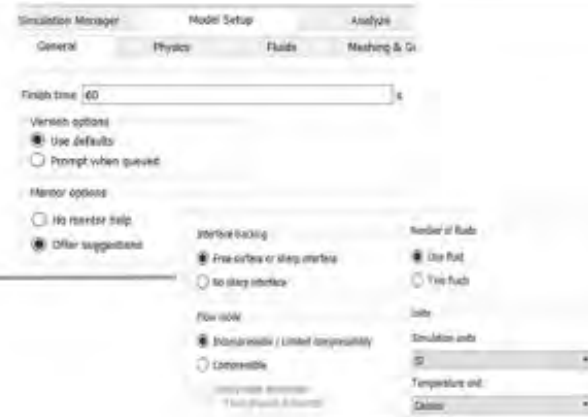 Simulation Manager Model Setup Analyze
General Physics Fluids Meshing & G
Finish time 60 s
Version options
Use defaults
Prompt when queued
Mentor options
No mentor help
Offer suggestions
Interface tracking
Free surface or sharp interface
No sharp interface
Flow mode
Incompressible / Limited compressibility
Compressible
Number of fluids
One fluid
Two fluids
Units
Simulation units
SI
Temperature unit
Celsius